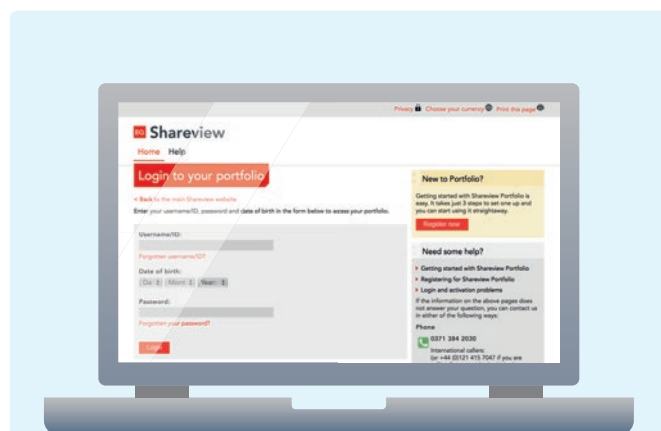 Privacy Choose your currency Print this page
EQ Shareview
Home Help
Login to your portfolio
< Back to the main Shareview website
Enter your username/ID, password and date of birth in the form below to access your portfolio.
Username/ID:
Forgotten username/ID?
Date of birth:
Da Mont Year:
Password:
Forgotten your password?
Login
New to Portfolio?
Getting started with Shareview Portfolio is
easy. It takes just 3 steps to set one up and
you can start using it straightaway.
Register now
Need some help?
Getting started with Shareview Portfolio
Registering for Shareview Portfolio
Login and activation problems
If the information on the above pages does
not answer your question, you can contact us
in either of the following ways:
Phone
0371 384 2030
International callers:
(or +44 (0)121 415 7047 if you are